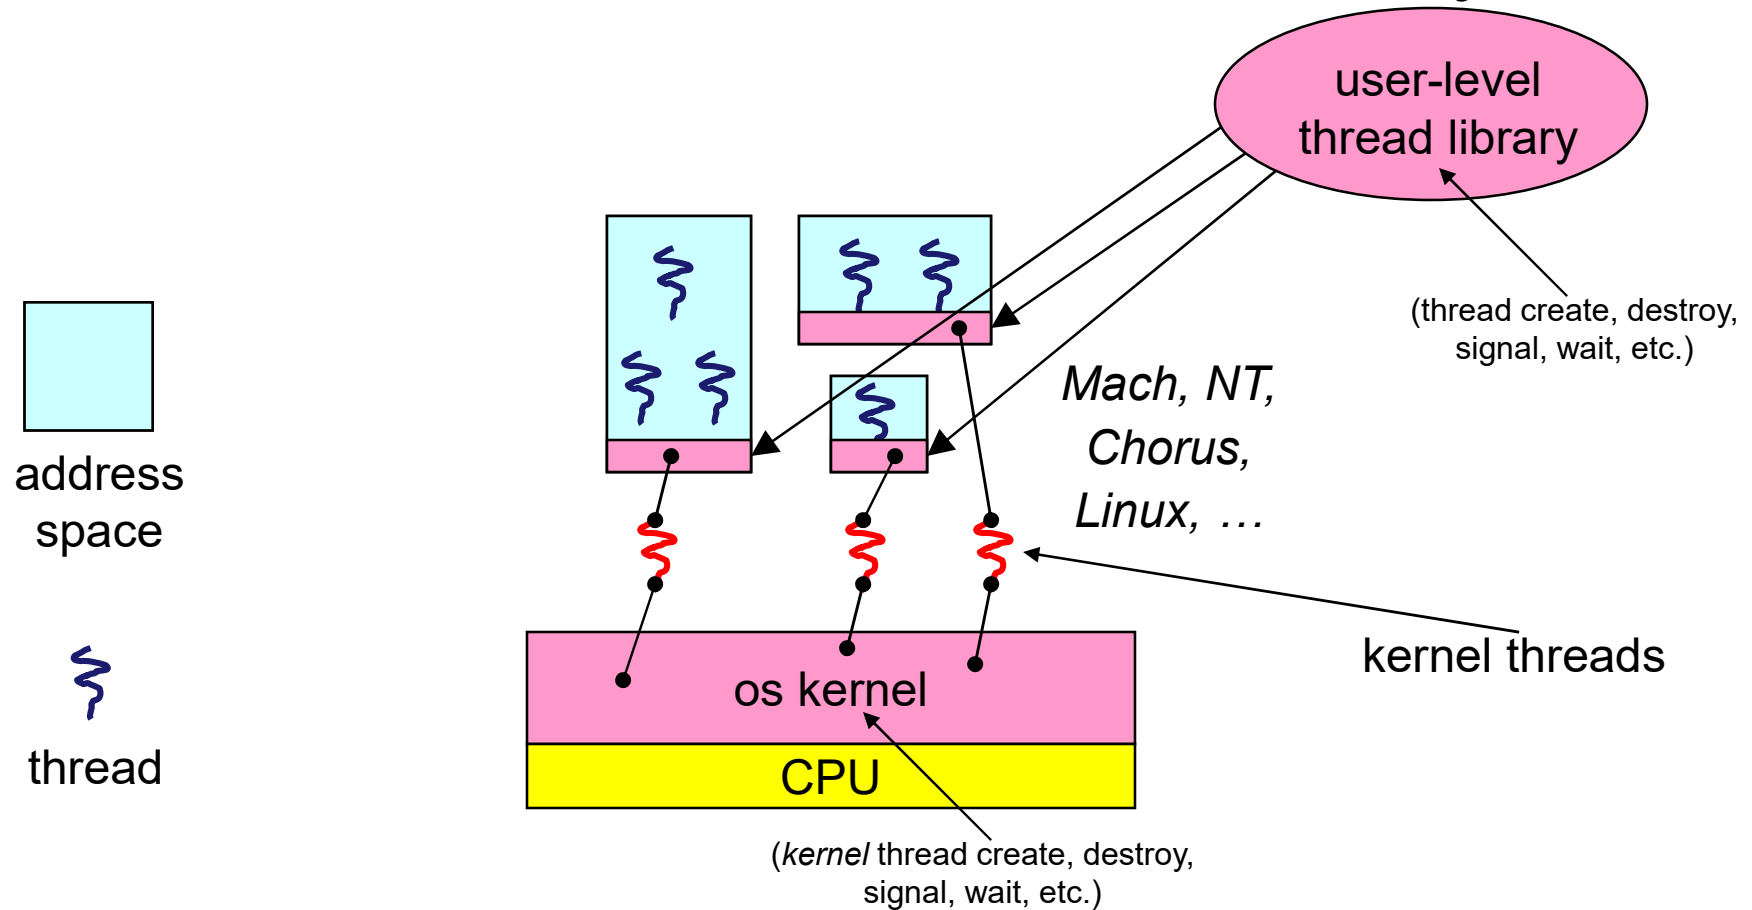 user-level
thread library
(thread create, destroy,
signal, wait, etc.)
Mach, NT,
Chorus,
Linux, …
address
space
kernel threads
os kernel
thread
CPU
(kernel thread create, destroy,
signal, wait, etc.)